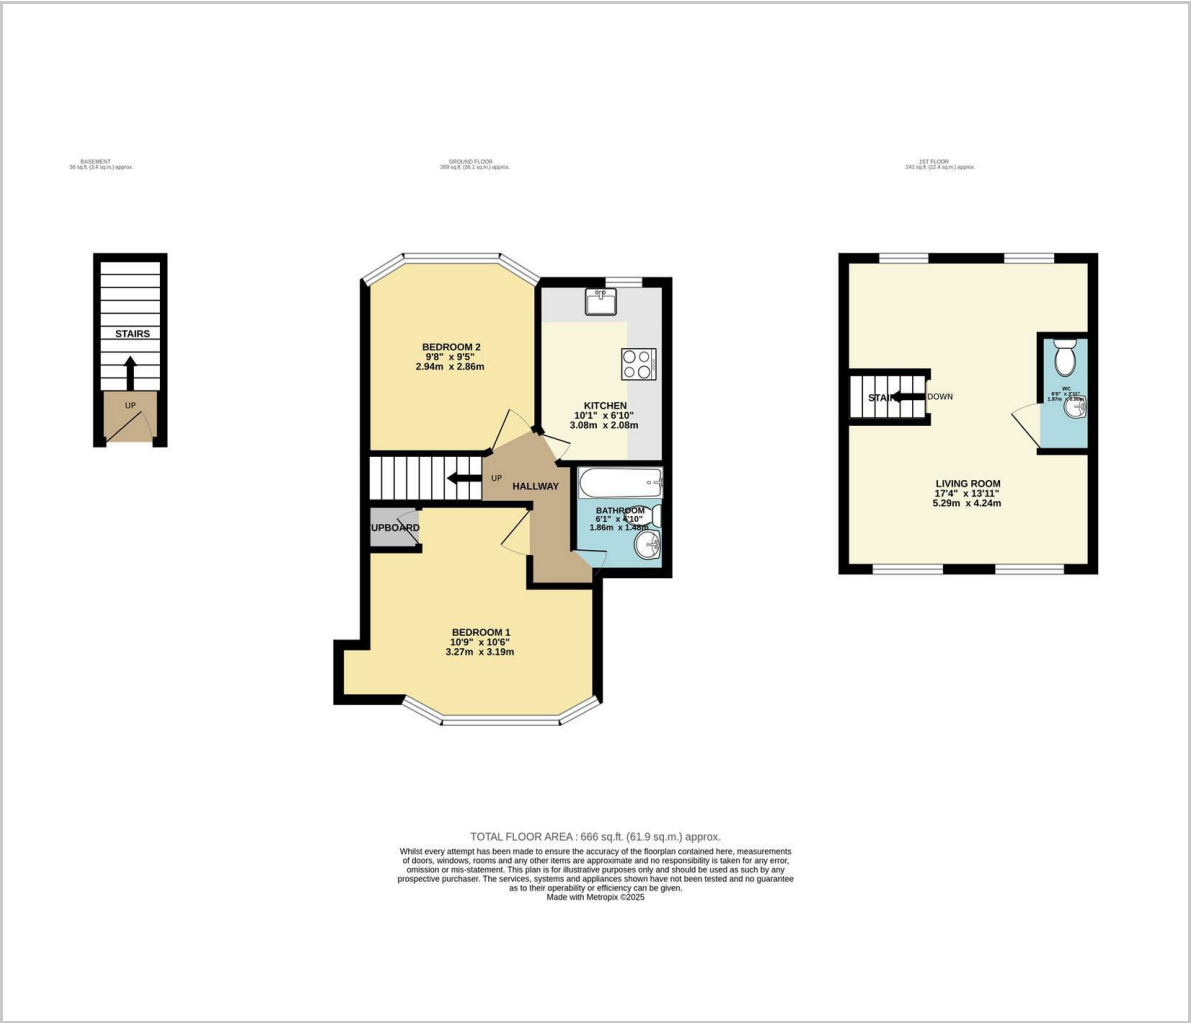 BASEMENT
36 sq.ft. (3.4 sq.m.) approx.
GROUND FLOOR
389 sq.ft. (36.1 sq.m.) approx.
1ST FLOOR
241 sq.ft. (22.4 sq.m.) approx.
STAIRS
UP
BEDROOM 2
9'8" x 9'5"
2.94m x 2.86m
KITCHEN
10'1" x 6'10"
3.08m x 2.08m
UP
HALLWAY
UPBOARD
BATHROOM
6'1" x 4'10"
1.86m x 1.48m
BEDROOM 1
10'9" x 10'6"
3.27m x 3.19m
STAI
DOWN
WC
LIVING ROOM
17'4" x 13'11"
5.29m x 4.24m
TOTAL FLOOR AREA : 666 sq.ft. (61.9 sq.m.) approx.
Whilst every attempt has been made to ensure the accuracy of the floorplan contained here, measurements
of doors, windows, rooms and any other items are approximate and no responsibility is taken for any error,
omission or mis-statement. This plan is for illustrative purposes only and should be used as such by any
prospective purchaser. The services, systems and appliances shown have not been tested and no guarantee
as to their operability or efficiency can be given.
Made with Metropix ©2025